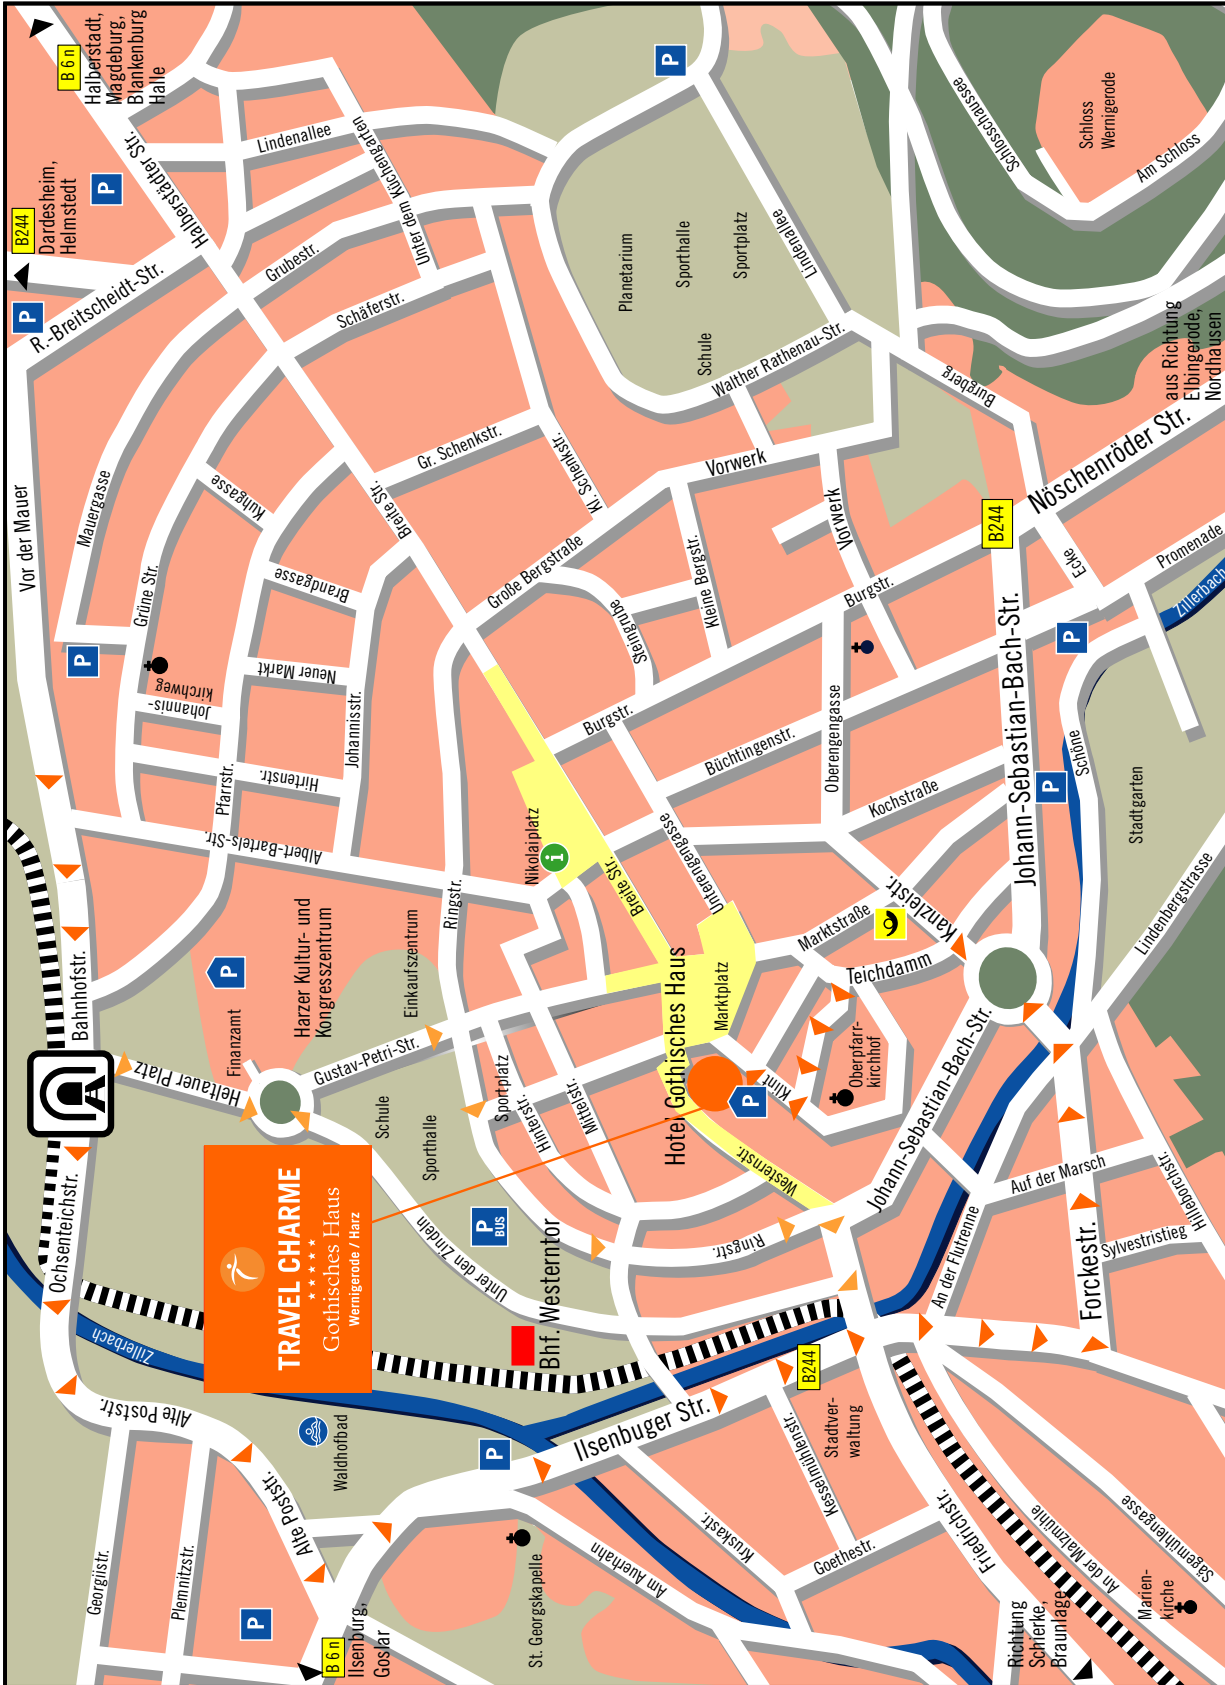 B 6 n
Halberstadt,
Magdeburg,
Blankenburg
Halle
B244
Dardesheim,
Helmstedt
P
P
P
P
R.-Breitscheidt-Str.
Halberstädter Str.
Lindenallee
Unter dem Küchengarten
Grubestr.
Schäferstr.
Planetarium
Sporthalle
Sportplatz
Schule
Lindenallee
Walther Rathenau-Str.
Schlosschaussee
Schloss
Wernigerode
Am Schloss
Burgberg
aus Richtung
Elbingerode,
Nordhausen
Nöschenröder Str.
B244
Vor der Mauer
Mauergasse
Grüne Str.
Kuhgasse
Brandgasse
Breite Str.
Gr. Schenkstr.
Kl. Schenkstr.
Große Bergstraße
Vorwerk
Vorwerk
Kleine Bergstr.
Steingrube
Burgstr.
Burgstr.
Ecke
Promenade
Zillerbach
P
P
Johannis-
kirchweg
Neuer Markt
Johannisstr.
Hirtenstr.
Pfarrstr.
Albert-Bartels-Str.
Büchtingenstr.
Oberengengasse
Kochstraße
Johann-Sebastian-Bach-Str.
P
Schöne
Stadtgarten
Nikolaiplatz
i
Breite Str.
Unterengengasse
Ringstr.
Einkaufszentrum
Harzer Kultur- und
Kongresszentrum
P
Finanzamt
Bahnhofstr.
Heltauer Platz
Gustav-Petri-Str.
Hotel Gothisches Haus
Marktplatz
Marktstraße
Kanzleistr.
Teichdamm
Lindenbergstrasse
Oberpfarr-
kirchhof
Klint
P
Johann-Sebastian-Bach-Str.
Schule
Sporthalle
Sportplatz
Hinterstr.
Mittelstr.
Westernstr.
Ringstr.
Unter den Zindeln
P
BUS
Bhf. Westerntor
TRAVEL CHARME
★ ★ ★ ★ ★
Gothisches Haus
Wernigerode / Harz
Ochsenteichstr.
Zillerbach
Auf der Marsch
An der Flutrenne
Forckestr.
Sylvestristieg
Hilleborchstr.
Alte Poststr.
Alte Poststr.
Waldhofbad
P
Ilsenbuger Str.
B244
Stadtver-
waltung
Kesselmühlenstr.
Kruskastr.
Goethestr.
Friedrichstr.
Am Auerhahn
St. Georgskapelle
Georgiistr.
Plemnitzstr.
P
B 6 n
Ilsenburg,
Goslar
Richtung
Schierke,
Braunlage
An der Malzmühle
Sägemühlengasse
Marien-
kirche